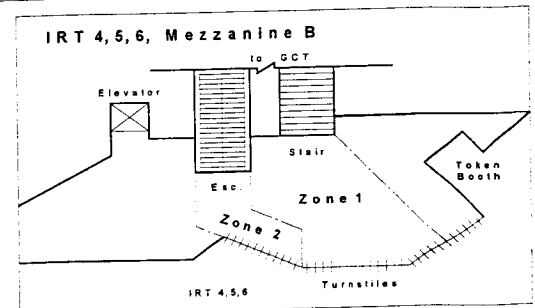 IRT 4,5,6, Mezzanine B
to GCT
Elevator
Stair
Token
Booth
Esc.
Zone 1
Zone 2
Turnstiles
IRT 4,5,6